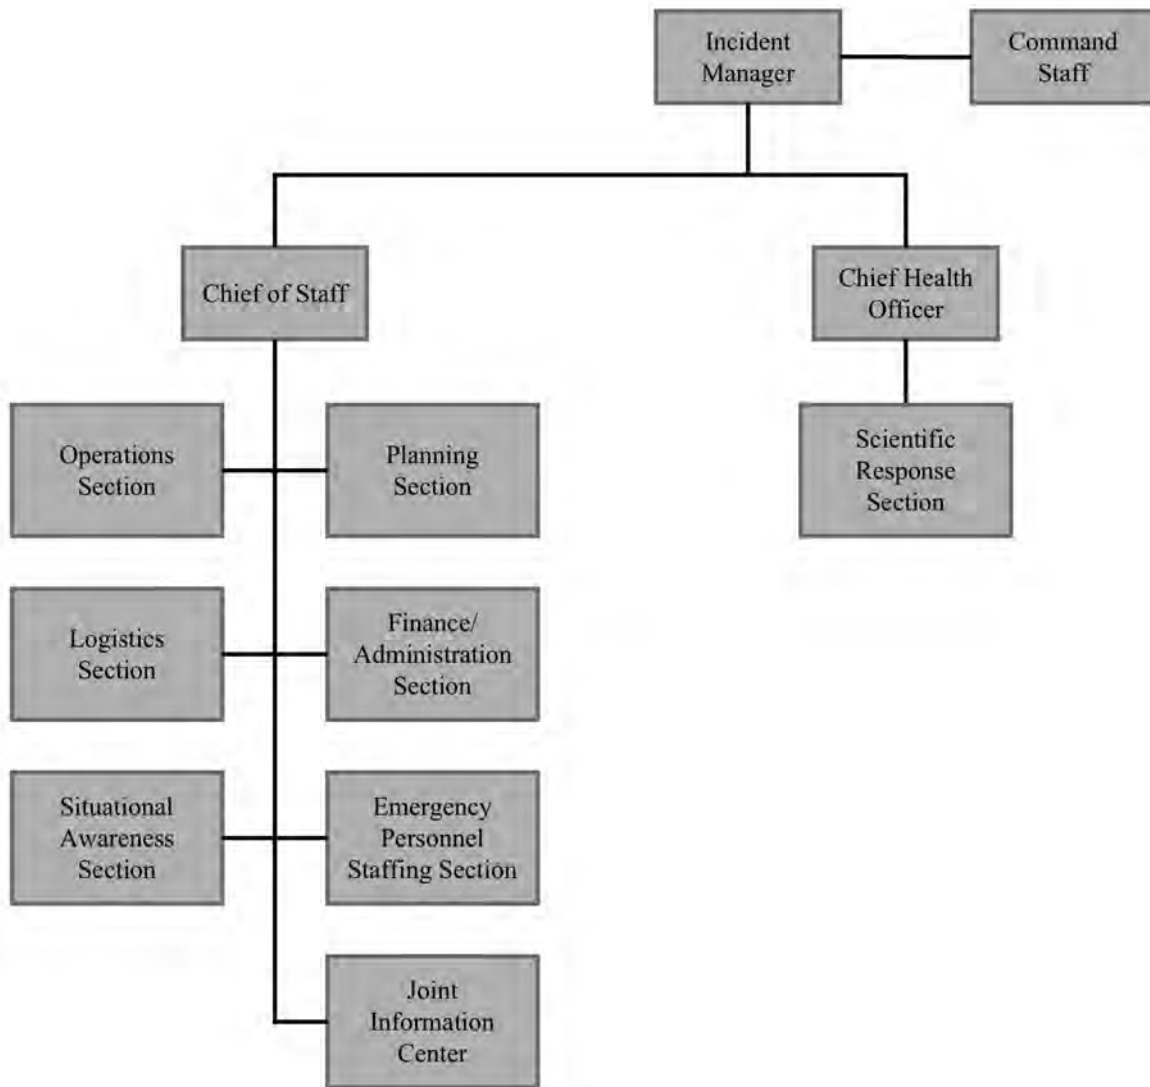 Incident
Manager
Command
Staff
Chief of Staff
Chief Health
Officer
Operations
Section
Planning
Section
Scientific
Response
Section
Logistics
Section
Finance/
Administration
Section
Situational
Awareness
Section
Emergency
Personnel
Staffing Section
Joint
Information
Center